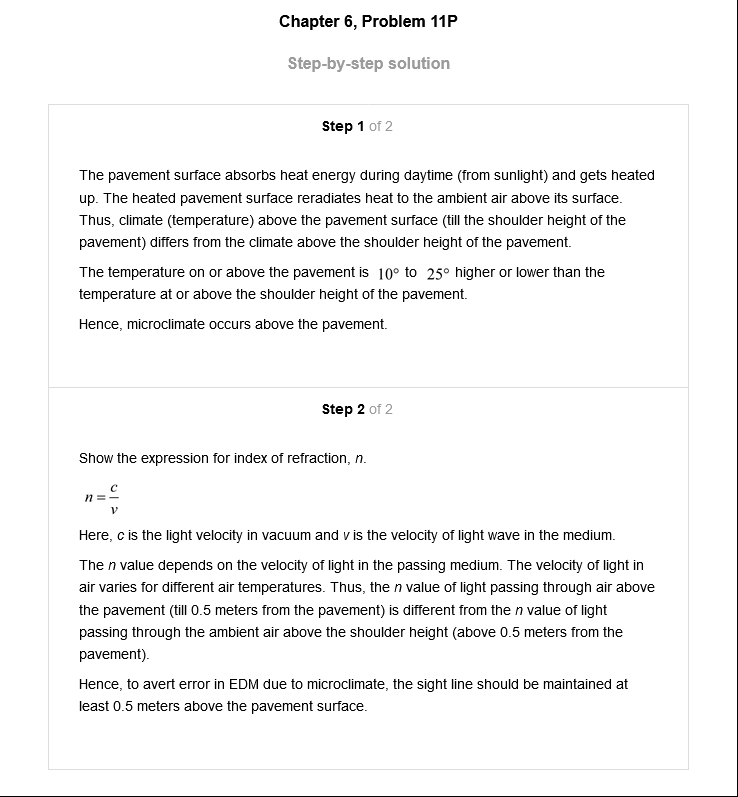 Chapter 6, Problem 11P
Step-by-step solution
Step 1 of 2
The pavement surface absorbs heat energy during daytime (from sunlight) and gets heated
up. The heated pavement surface reradiates heat to the ambient air above its surface.
Thus, climate (temperature) above the pavement surface (till the shoulder height of the
pavement) differs from the climate above the shoulder height of the pavement.
The temperature on or above the pavement is 10° to 25° higher or lower than the
temperature at or above the shoulder height of the pavement.
Hence, microclimate occurs above the pavement.
Step 2 of 2
Show the expression for index of refraction, n.
n = c/v
Here, c is the light velocity in vacuum and v is the velocity of light wave in the medium.
The n value depends on the velocity of light in the passing medium. The velocity of light in
air varies for different air temperatures. Thus, the n value of light passing through air above
the pavement (till 0.5 meters from the pavement) is different from the n value of light
passing through the ambient air above the shoulder height (above 0.5 meters from the
pavement).
Hence, to avert error in EDM due to microclimate, the sight line should be maintained at
least 0.5 meters above the pavement surface.